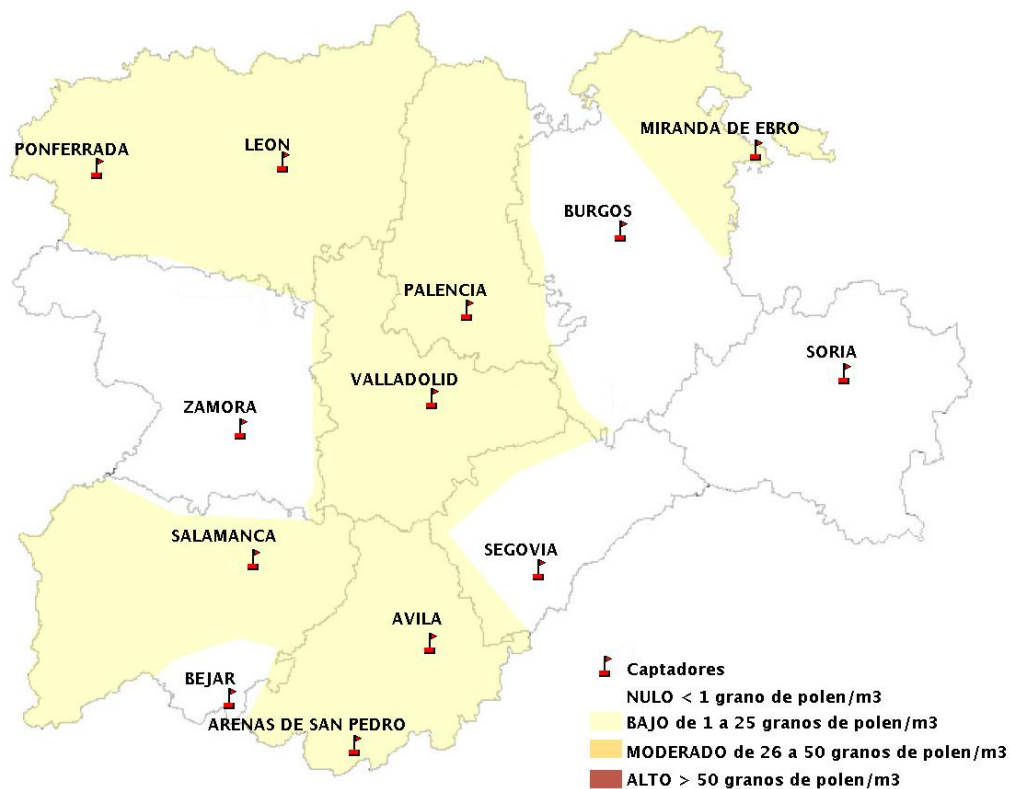 MIRANDA DE EBRO
PONFERRADA
LEON
BURGOS
PALENCIA
SORIA
VALLADOLID
ZAMORA
SALAMANCA
SEGOVIA
AVILA
BEJAR
ARENAS DE SAN PEDRO
Captadores
NULO < 1 grano de polen/m3
BAJO de 1 a 25 granos de polen/m3
MODERADO de 26 a 50 granos de polen/m3
ALTO > 50 granos de polen/m3